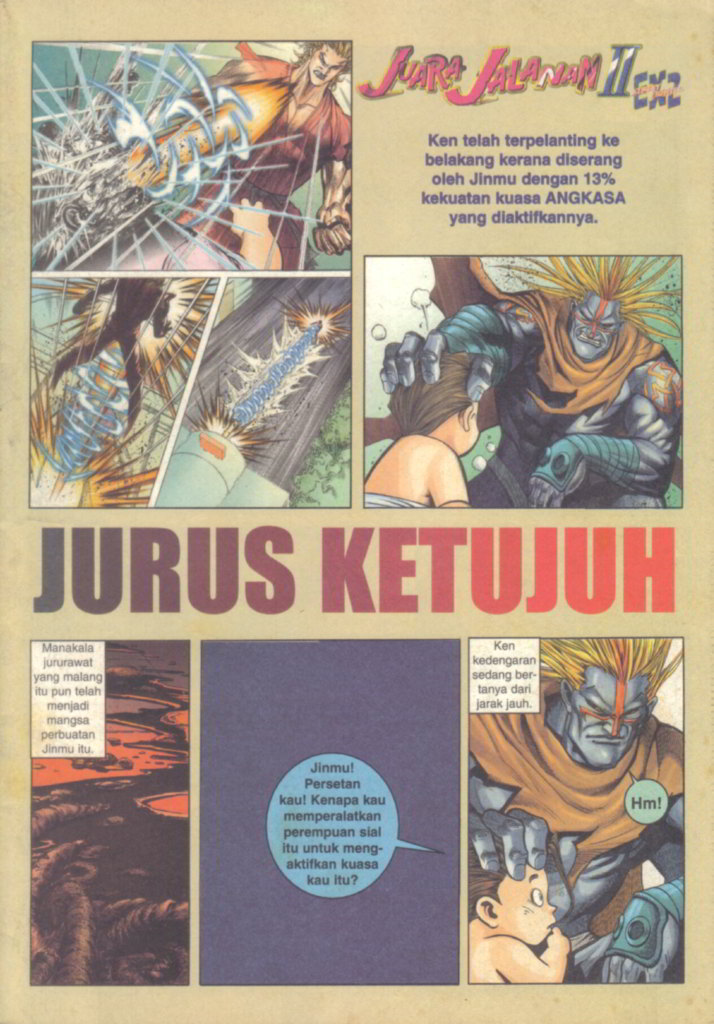 JUARA JALANAN II
EX2
Ken telah terpelanting ke
belakang kerana diserang
oleh Jinmu dengan 13%
kekuatan kuasa ANGKASA
yang diaktifkannya.
JURUS KETUJUH
Manakala
jururawat
yang malang
itu pun telah
menjadi
mangsa
perbuatan
Jinmu itu.
Jinmu!
Persetan
kau! Kenapa kau
memperalatkan
perempuan sial
itu untuk meng-
aktifkan kuasa
kau itu?
Ken
kedengaran
sedang ber-
tanya dari
jarak jauh.
Hm!